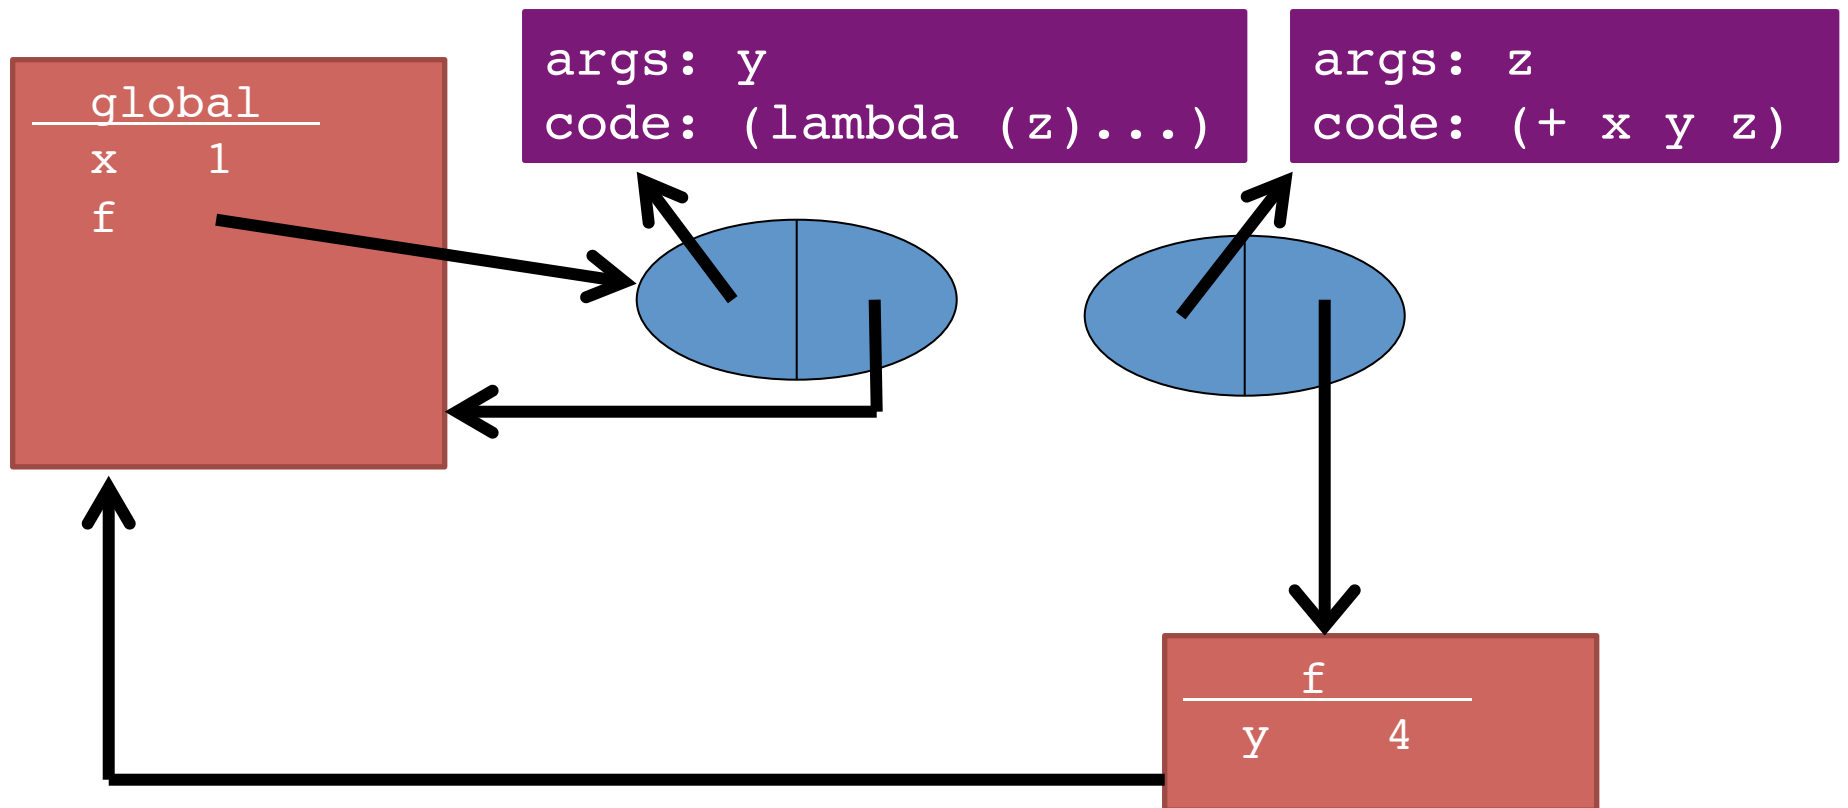 global
x 1
f
args: y
code: (lambda (z)...)
args: z
code: (+ x y z)
f
y 4